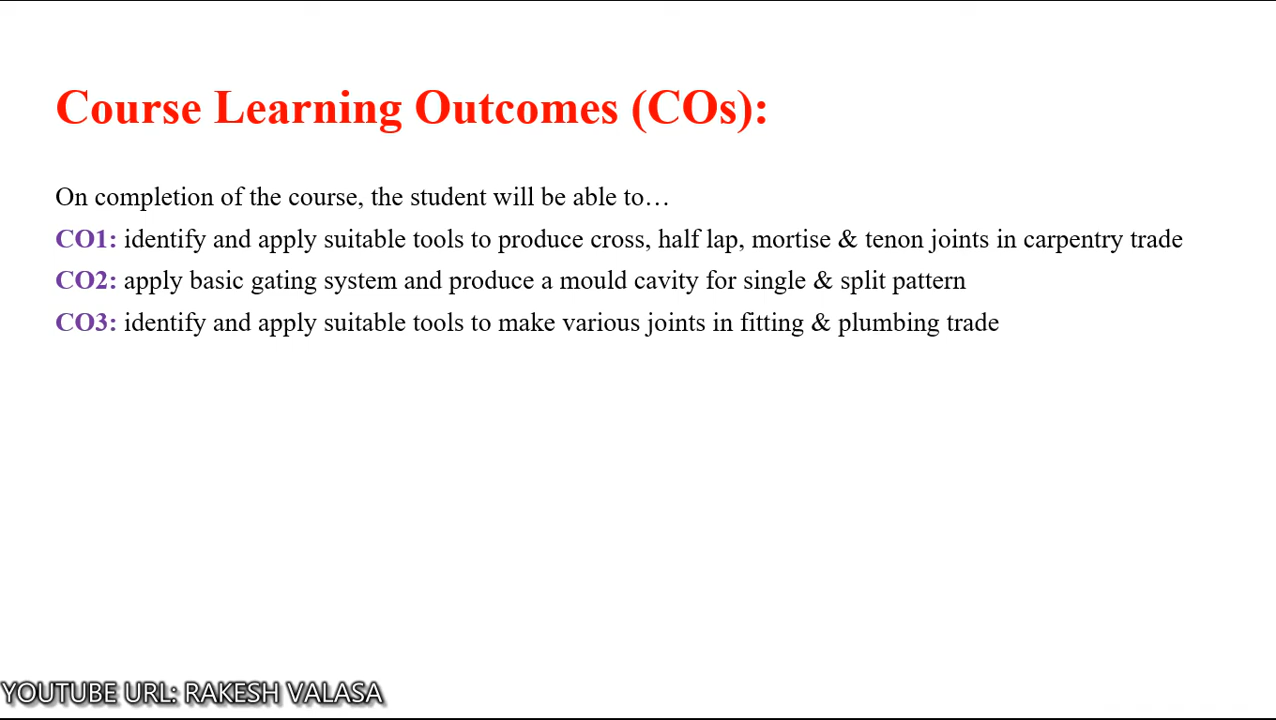 Course Learning Outcomes (COs):
On completion of the course, the student will be able to…
CO1: identify and apply suitable tools to produce cross, half lap, mortise & tenon joints in carpentry trade
CO2: apply basic gating system and produce a mould cavity for single & split pattern
CO3: identify and apply suitable tools to make various joints in fitting & plumbing trade
YOUTUBE URL: RAKESH VALASA